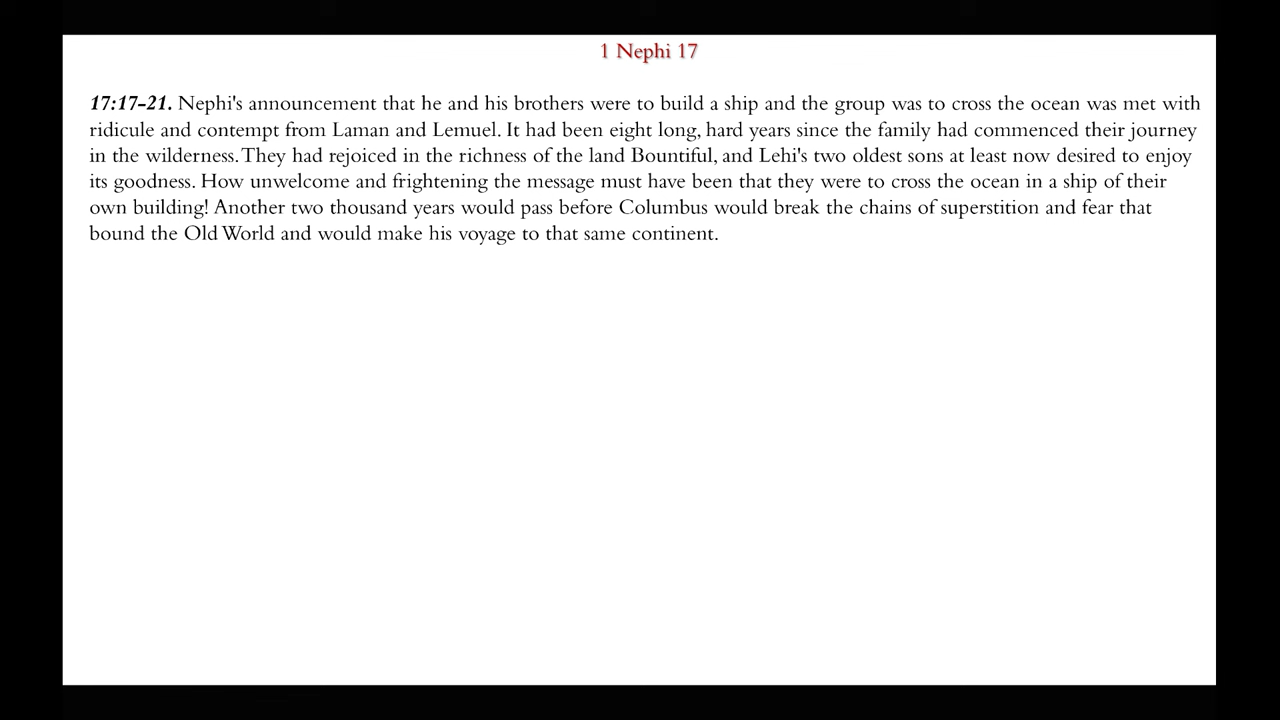 1 Nephi 17
17:17-21. Nephi's announcement that he and his brothers were to build a ship and the group was to cross the ocean was met with
ridicule and contempt from Laman and Lemuel. It had been eight long, hard years since the family had commenced their journey
in the wilderness. They had rejoiced in the richness of the land Bountiful, and Lehi's two oldest sons at least now desired to enjoy
its goodness. How unwelcome and frightening the message must have been that they were to cross the ocean in a ship of their
own building! Another two thousand years would pass before Columbus would break the chains of superstition and fear that
bound the Old World and would make his voyage to that same continent.